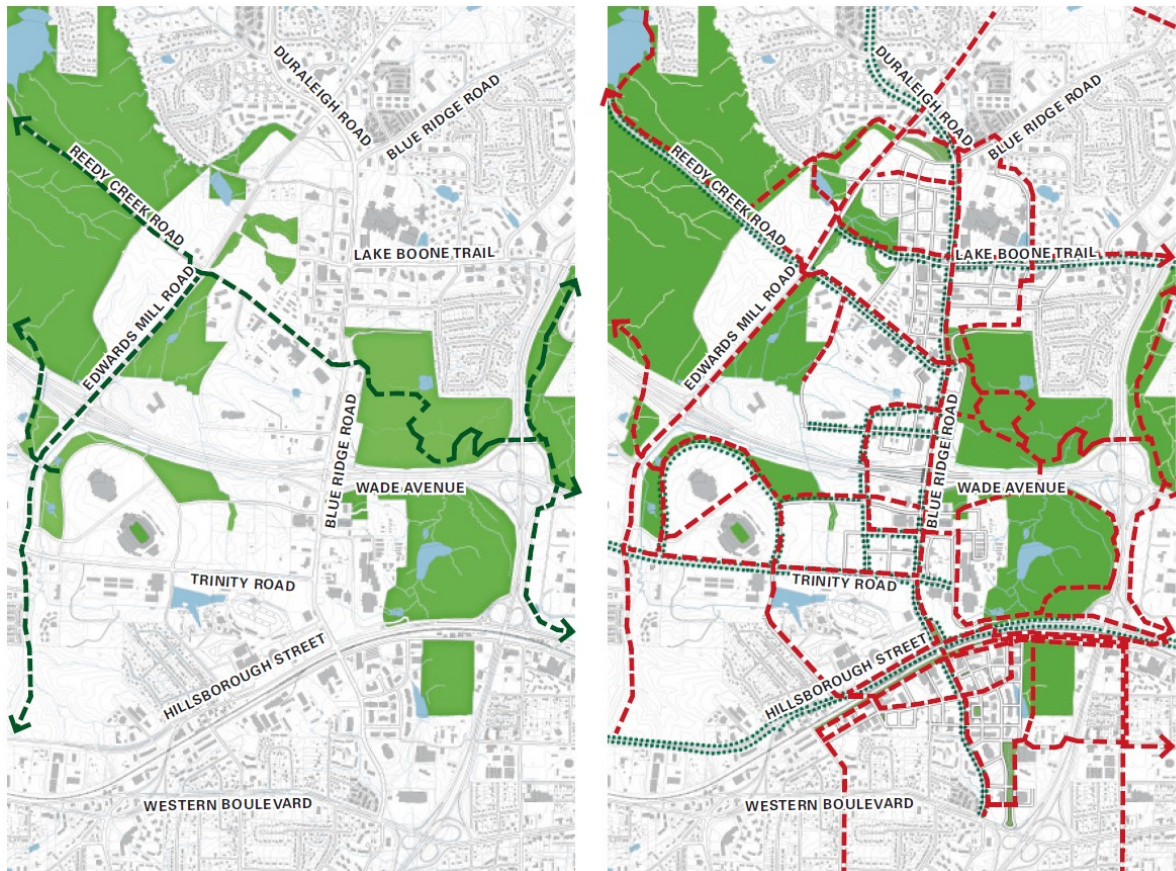 DURALEIGH ROAD
BLUE RIDGE ROAD
REEDY CREEK ROAD
LAKE BOONE TRAIL
EDWARDS MILL ROAD
BLUE RIDGE ROAD
WADE AVENUE
TRINITY ROAD
HILLSBOROUGH STREET
WESTERN BOULEVARD
DURALEIGH ROAD
BLUE RIDGE ROAD
REEDY CREEK ROAD
LAKE BOONE TRAIL
EDWARDS MILL ROAD
BLUE RIDGE ROAD
WADE AVENUE
TRINITY ROAD
HILLSBOROUGH STREET
WESTERN BOULEVARD